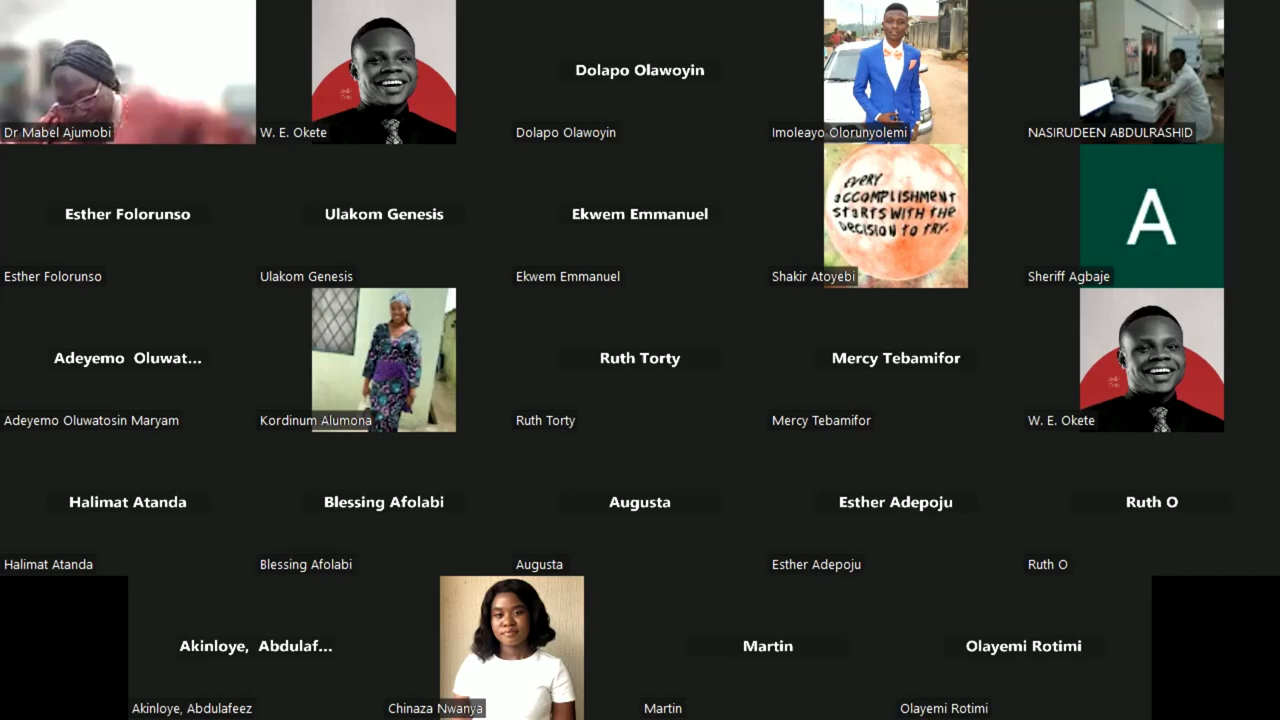 Dr Mabel Ajumobi
W. E. Okete
Dolapo Olawoyin
Dolapo Olawoyin
Imoleayo Olorunyolemi
NASIRUDEEN ABDULRASHID
Esther Folorunso
Esther Folorunso
Ulakom Genesis
Ulakom Genesis
Ekwem Emmanuel
Ekwem Emmanuel
EVERY
ACCOMPLISHMENT
STARTS WITH THE
DECISION TO TRY.
Shakir Atoyebi
A
Sheriff Agbaje
Adeyemo Oluwat...
Adeyemo Oluwatosin Maryam
Kordinum Alumona
Ruth Torty
Ruth Torty
Mercy Tebamifor
Mercy Tebamifor
W. E. Okete
Halimat Atanda
Halimat Atanda
Blessing Afolabi
Blessing Afolabi
Augusta
Augusta
Esther Adepoju
Esther Adepoju
Ruth O
Ruth O
Akinloye, Abdulaf...
Akinloye, Abdulafeez
Chinaza Nwanya
Martin
Martin
Olayemi Rotimi
Olayemi Rotimi